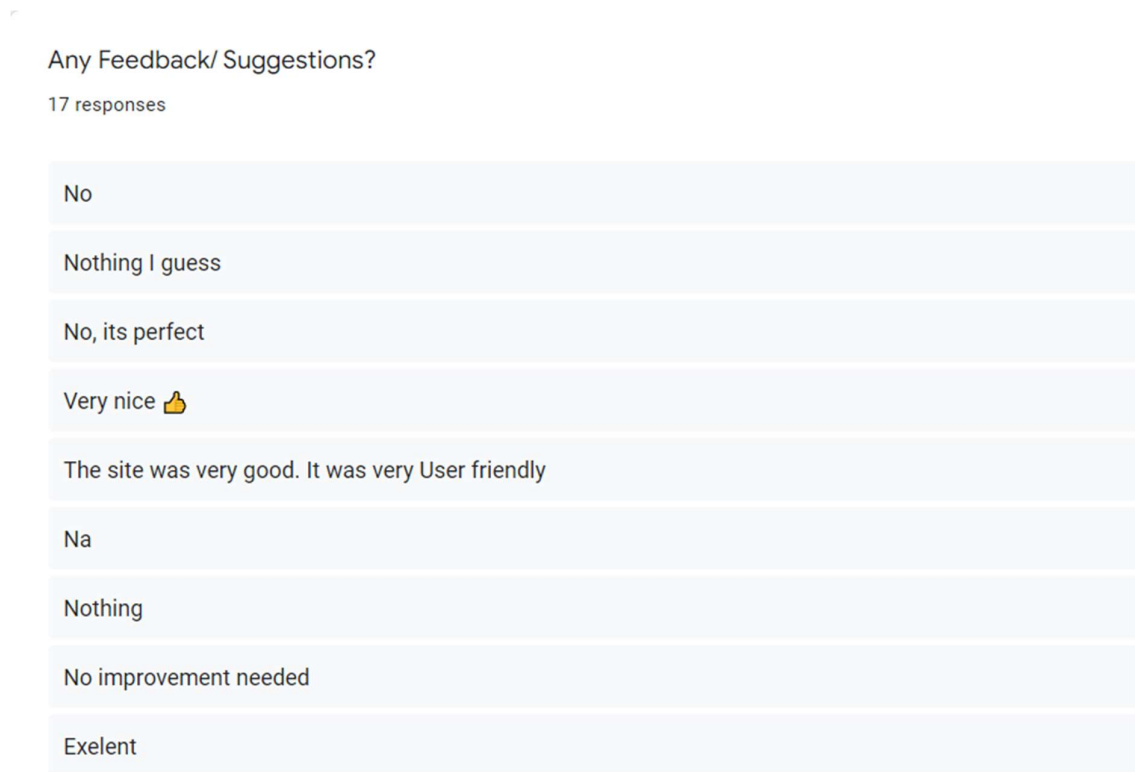 Any Feedback/ Suggestions?
17 responses
No
Nothing I guess
No, its perfect
Very nice 👍
The site was very good. It was very User friendly
Na
Nothing
No improvement needed
Exelent